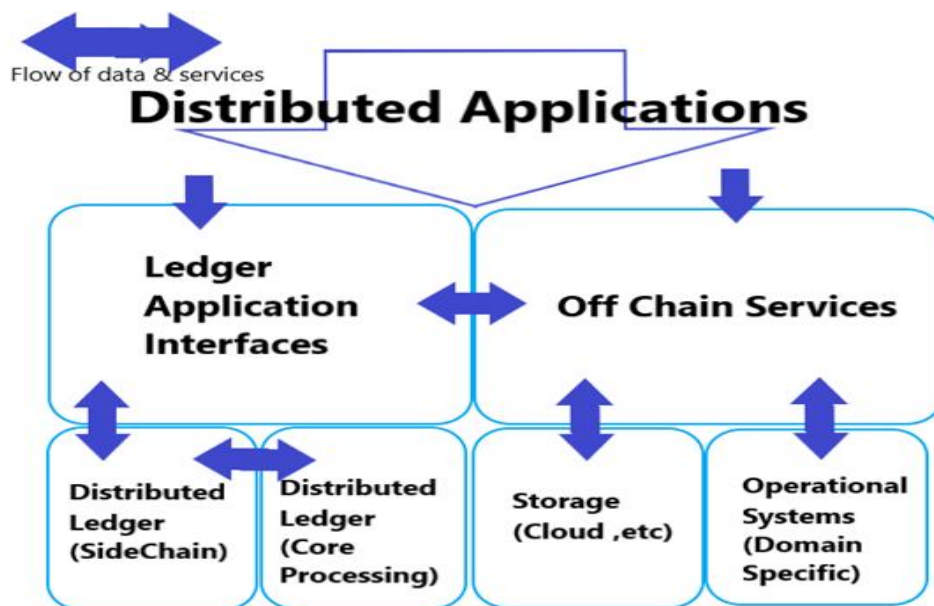 Flow of data & services
Distributed Applications
Ledger
Application
Interfaces
Off Chain Services
Distributed
Ledger
(SideChain)
Distributed
Ledger
(Core
Processing)
Storage
(Cloud ,etc)
Operational
Systems
(Domain
Specific)